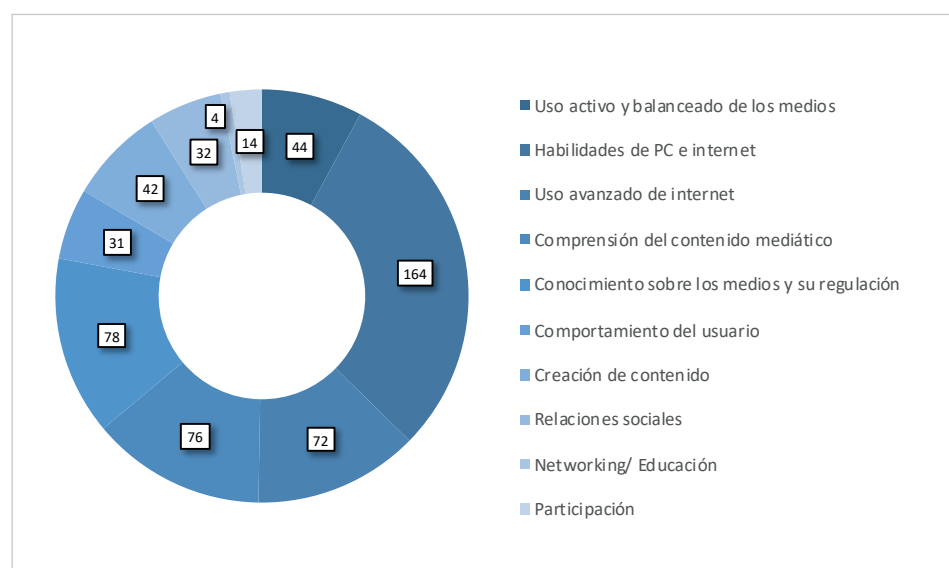 4
14
44
32
42
164
31
78
76
72
Uso activo y balanceado de los medios
Habilidades de PC e internet
Uso avanzado de internet
Comprensión del contenido mediático
Conocimiento sobre los medios y su regulación
Comportamiento del usuario
Creación de contenido
Relaciones sociales
Networking/ Educación
Participación